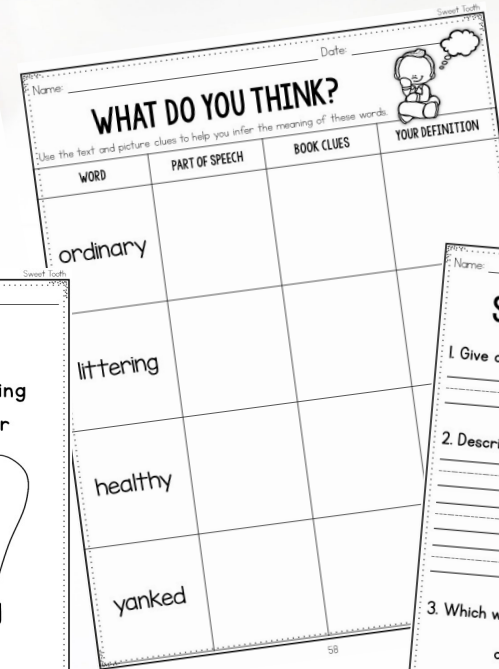 Sweet Tooth
Name: Date:
WHAT DO YOU THINK?
Use the text and picture clues to help you infer the meaning of these words.
WORD PART OF SPEECH BOOK CLUES YOUR DEFINITION
ordinary
littering
healthy
yanked
58
Sweet Tooth
ing
r
Name:
S
1. Give
2. Descri
3. Which w